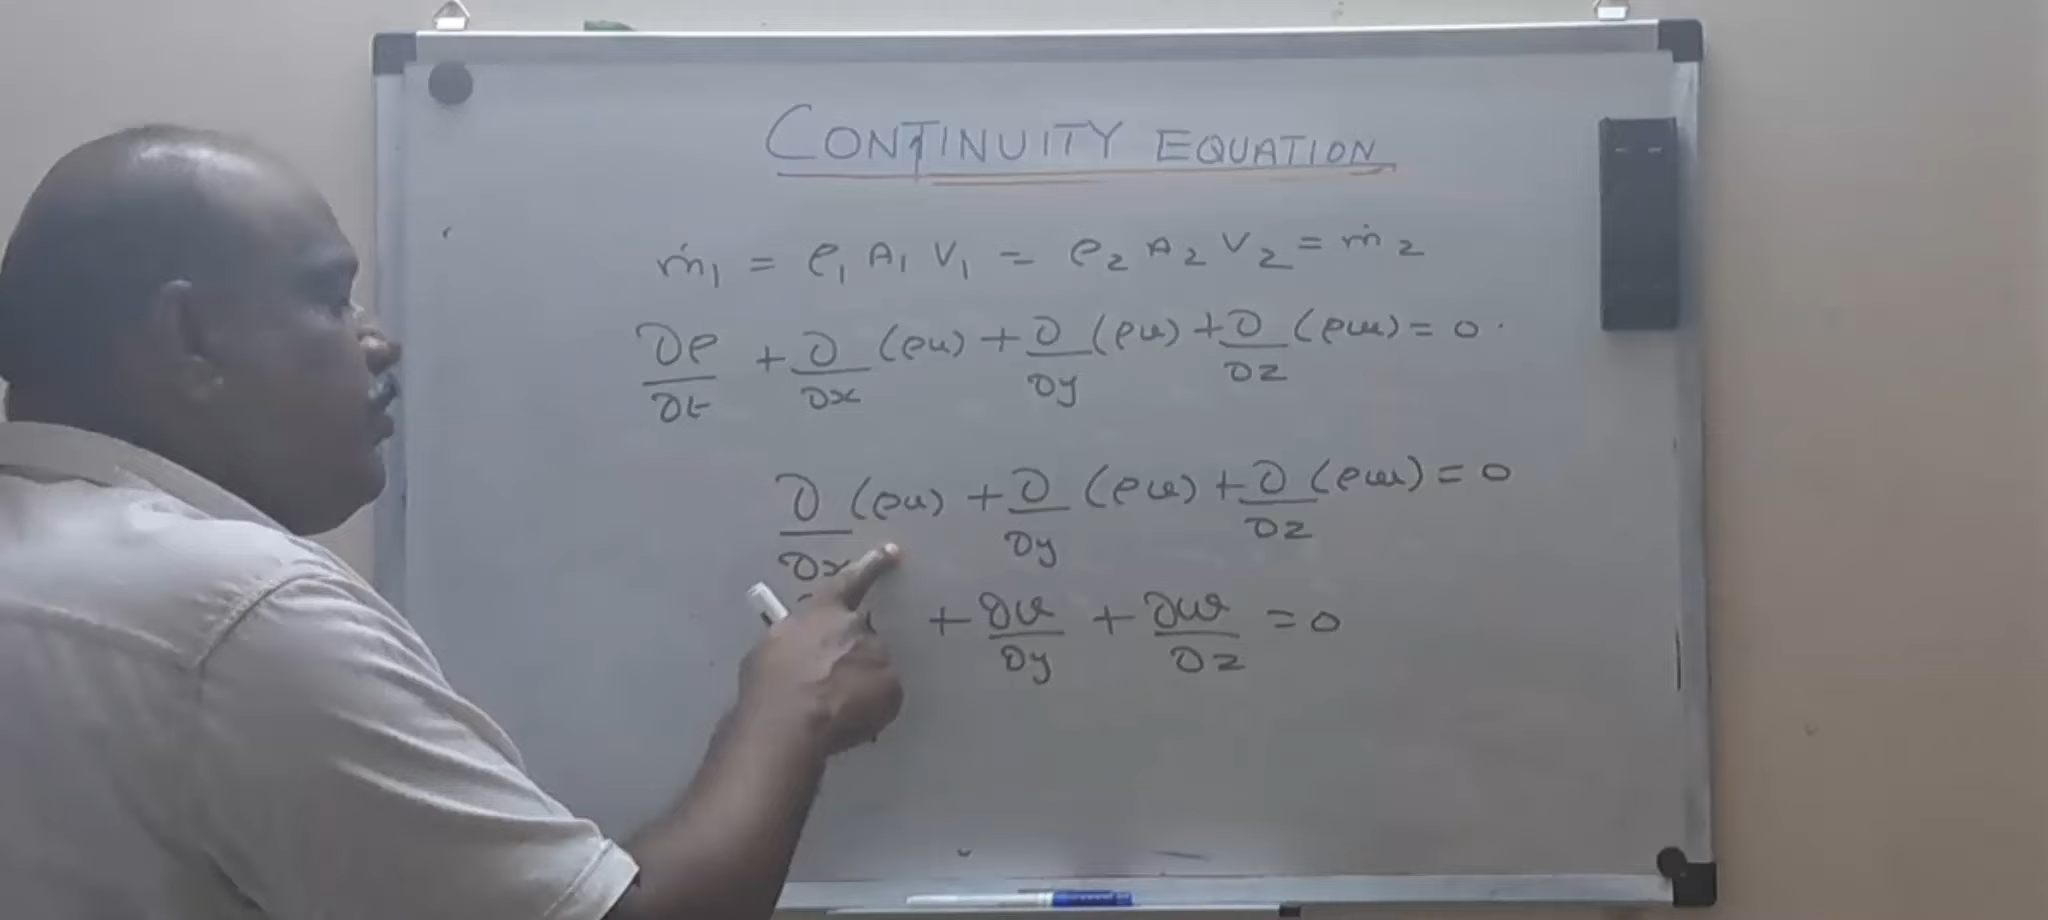 CONTINUITY EQUATION
ṁ₁ = ρ₁ A₁ V₁ = ρ₂ A₂ V₂ = ṁ₂
∂ρ/∂t + ∂/∂x (ρu) + ∂/∂y (ρv) + ∂/∂z (ρw) = 0.
∂/∂x (ρu) + ∂/∂y (ρv) + ∂/∂z (ρw) = 0
+ ∂v/∂y + ∂w/∂z = 0